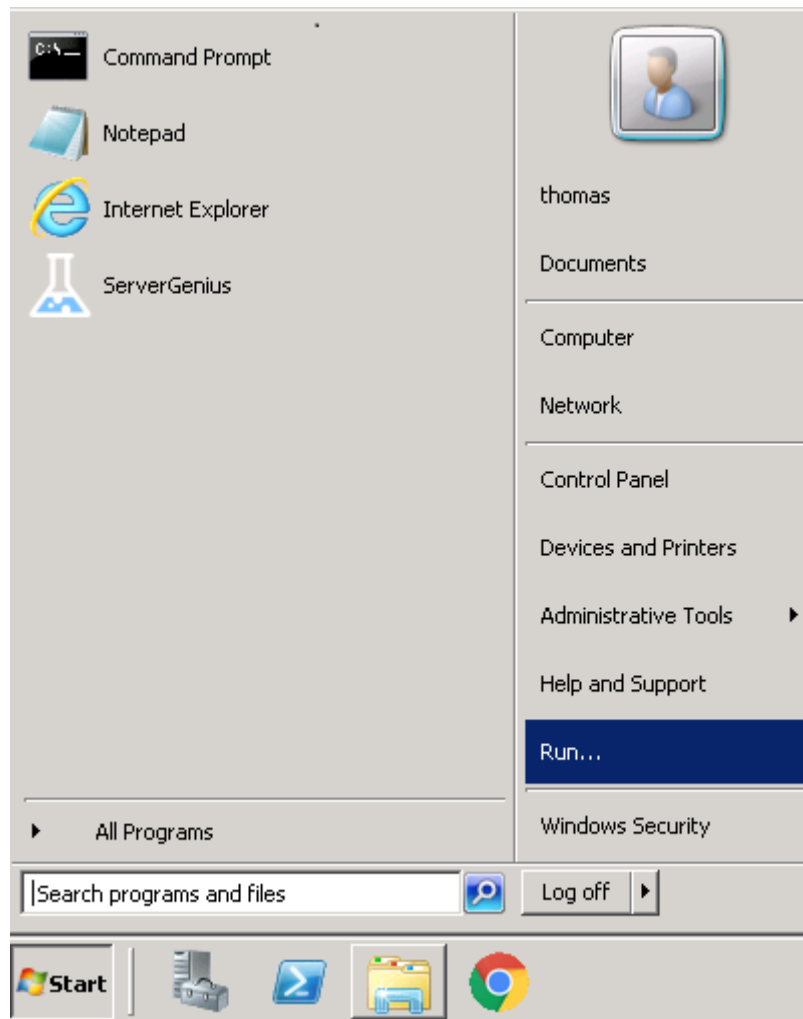 C:\_
Command Prompt
Notepad
Internet Explorer
ServerGenius
All Programs
Search programs and files
thomas
Documents
Computer
Network
Control Panel
Devices and Printers
Administrative Tools
Help and Support
Run...
Windows Security
Log off
Start